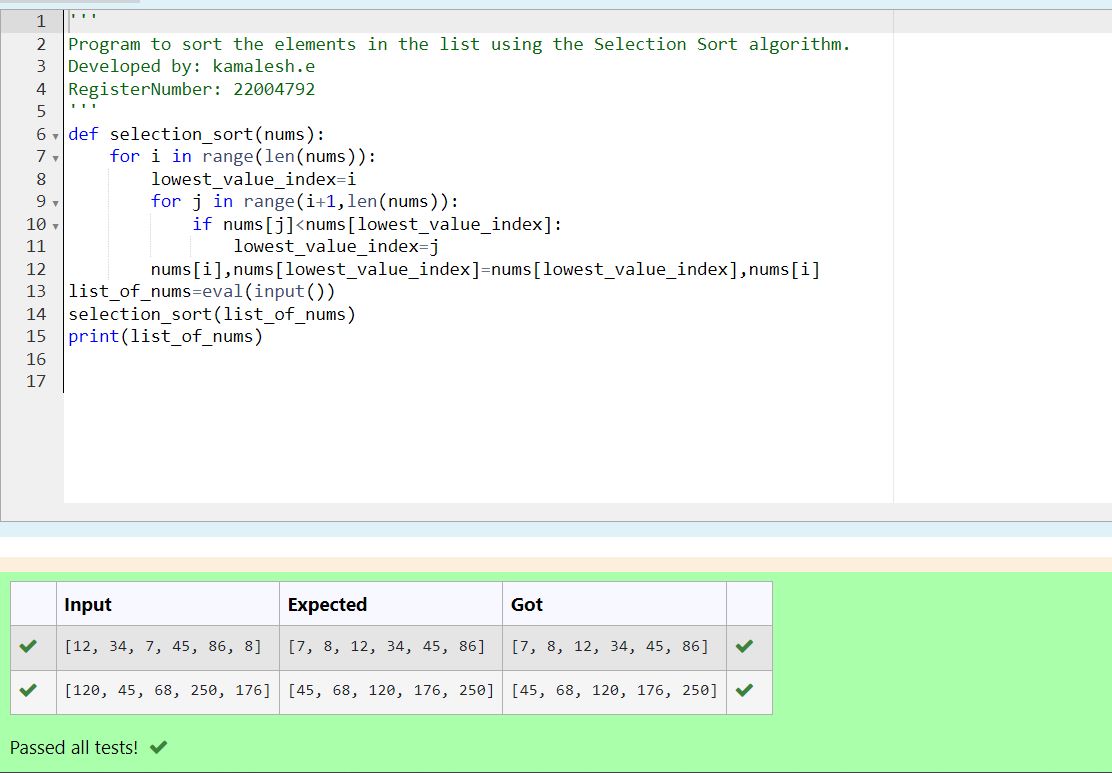 1 '''
2 Program to sort the elements in the list using the Selection Sort algorithm.
3 Developed by: kamalesh.e
4 RegisterNumber: 22004792
5 '''
6 def selection_sort(nums):
7     for i in range(len(nums)):
8         lowest_value_index=i
9         for j in range(i+1,len(nums)):
10             if nums[j]<nums[lowest_value_index]:
11                 lowest_value_index=j
12         nums[i],nums[lowest_value_index]=nums[lowest_value_index],nums[i]
13 list_of_nums=eval(input())
14 selection_sort(list_of_nums)
15 print(list_of_nums)
16
17
Input Expected Got
[12, 34, 7, 45, 86, 8] [7, 8, 12, 34, 45, 86] [7, 8, 12, 34, 45, 86]
[120, 45, 68, 250, 176] [45, 68, 120, 176, 250] [45, 68, 120, 176, 250]
Passed all tests!